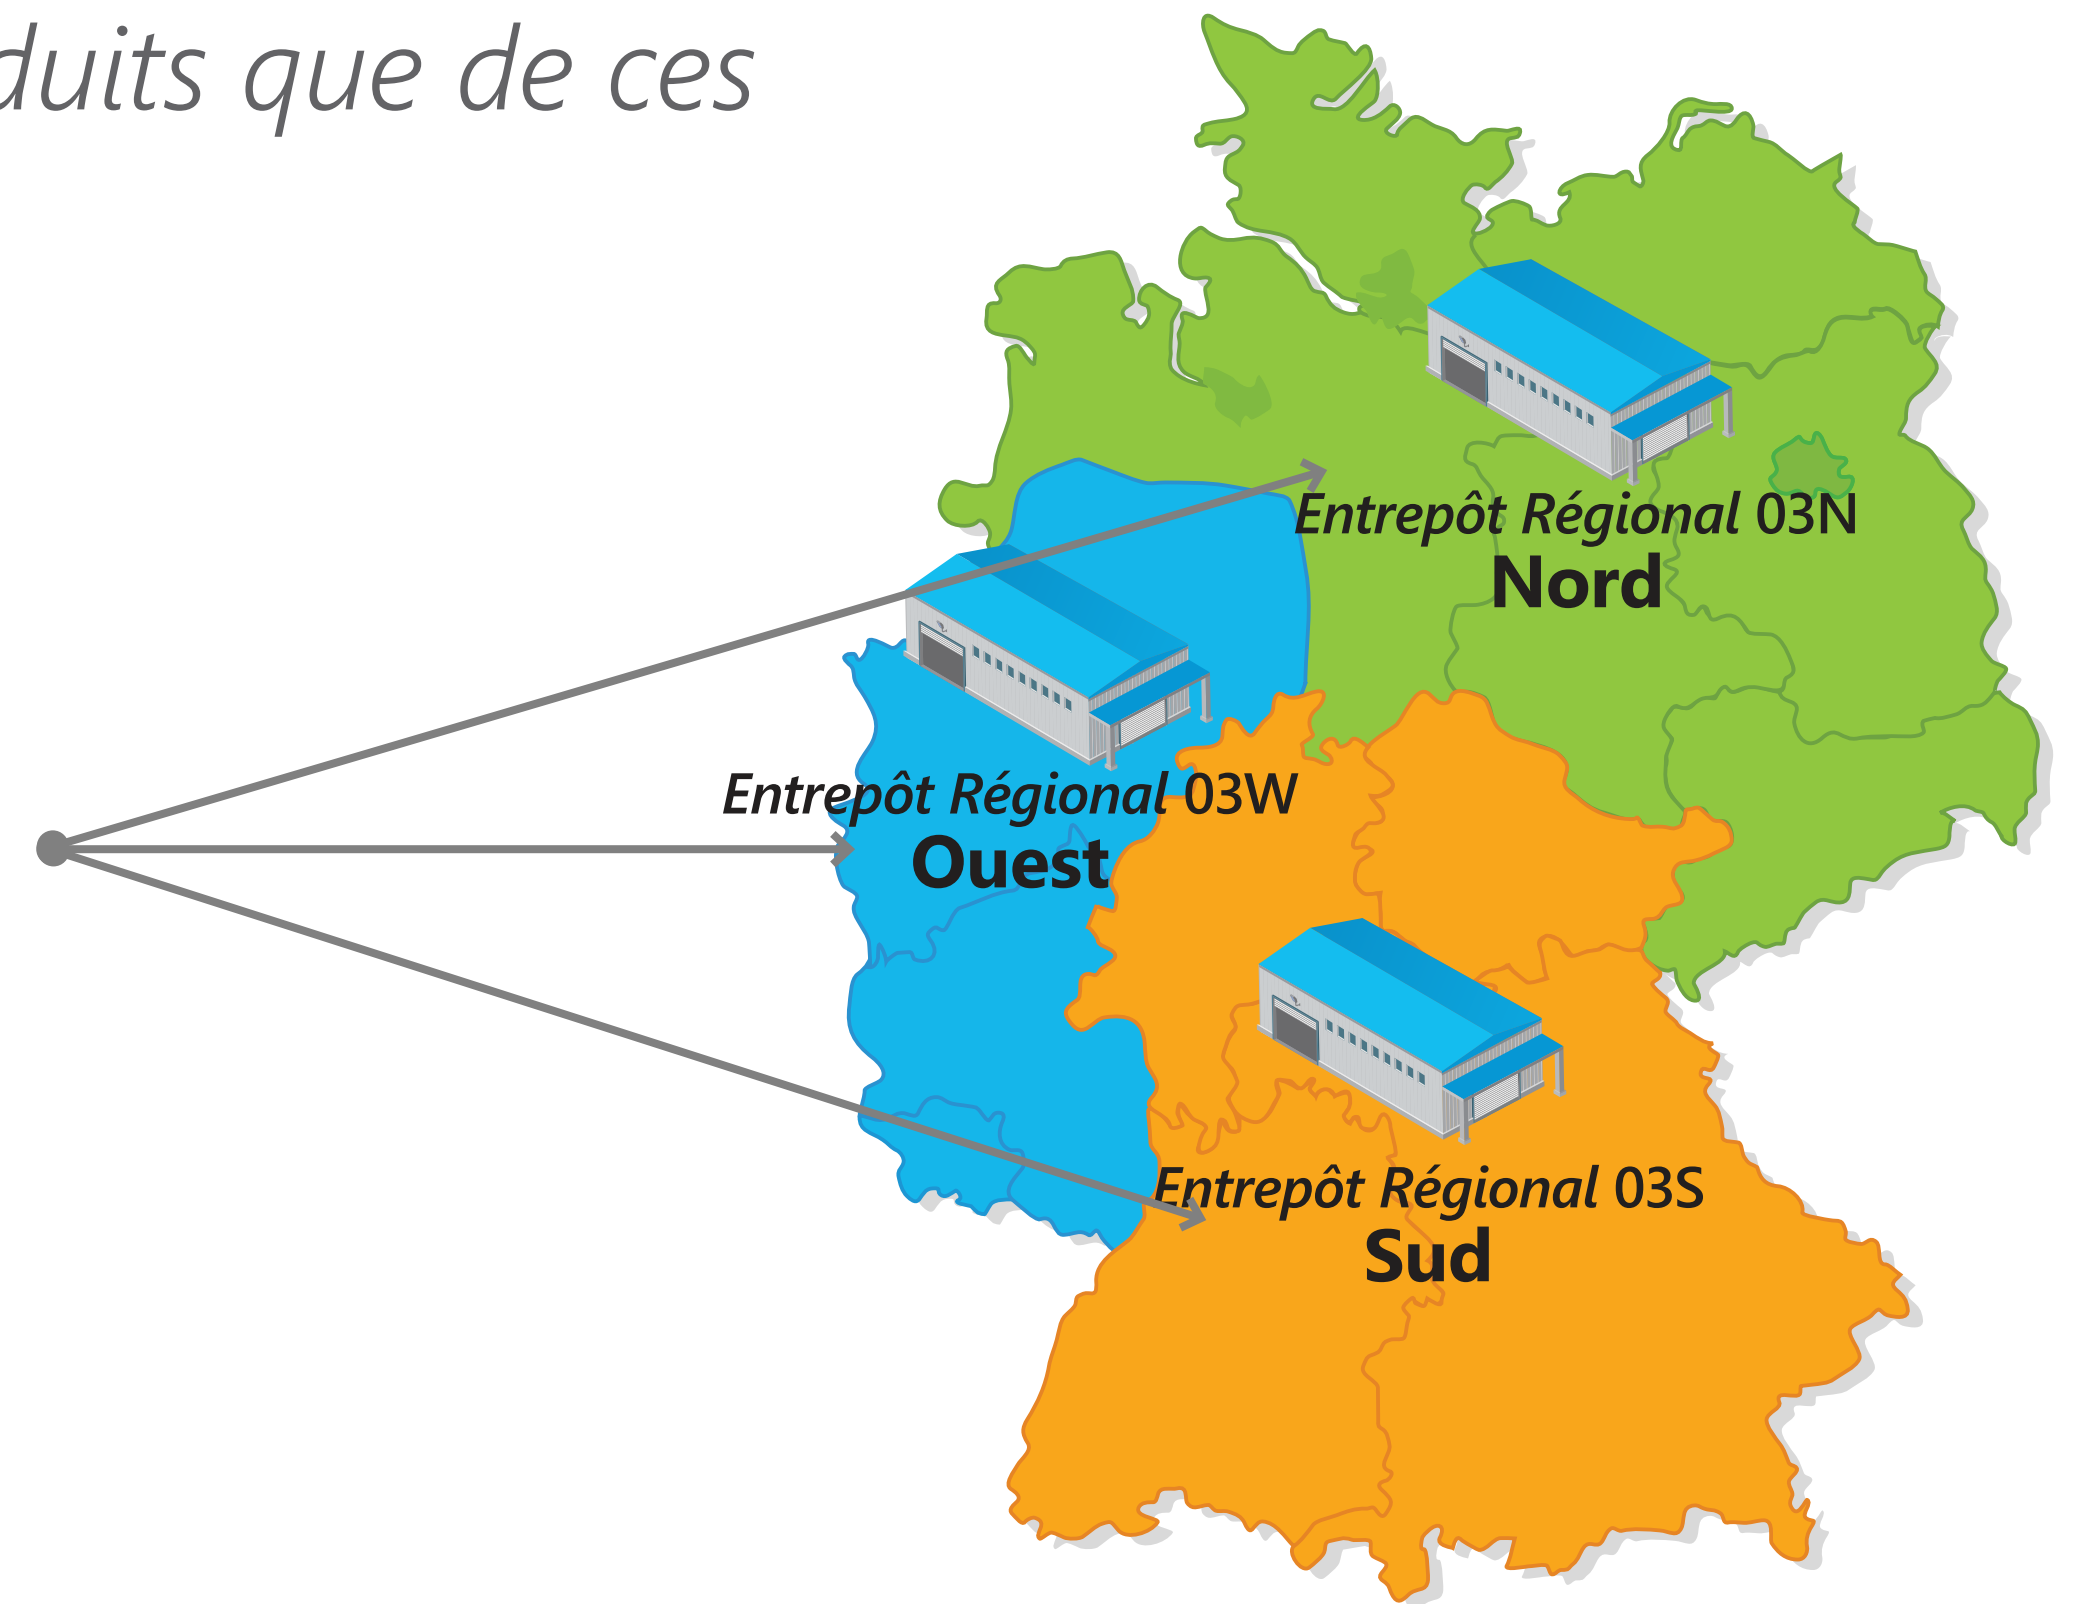 duits que de ces
Entrepôt Régional 03N
Nord
Entrepôt Régional 03W
Ouest
Entrepôt Régional 03S
Sud